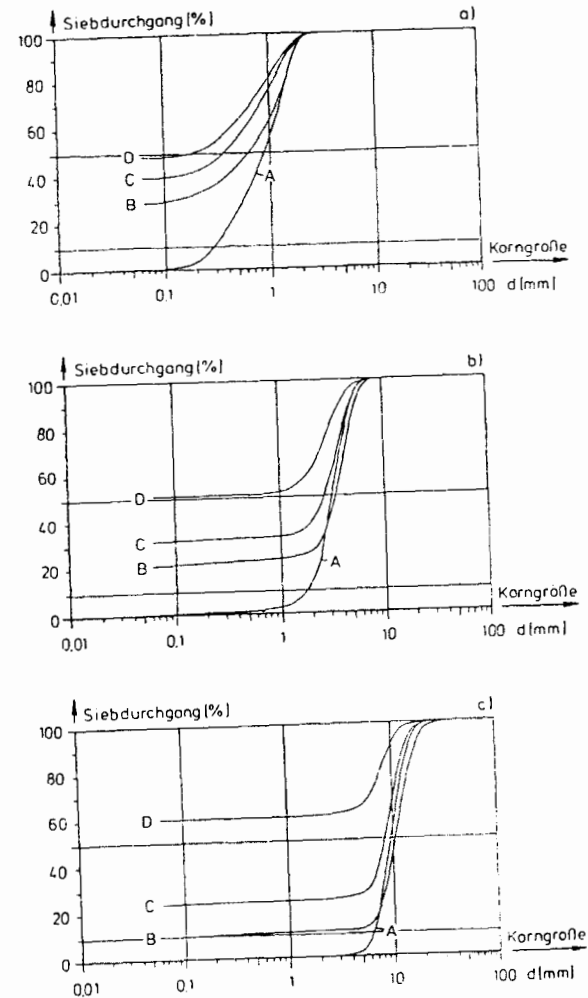 Siebdurchgang [%] a)
100
80
60
D
40 C A
B
20
Korngröße
0
0.01 0.1 1 10 100 d [mm]
Siebdurchgang [%] b)
100
80
60
D
40
C
B A
20
Korngröße
0
0.01 0.1 1 10 100 d [mm]
Siebdurchgang [%] c)
100
80
60 D
40
C
20
B A
Korngröße
0
0.01 0.1 1 10 100 d [mm]